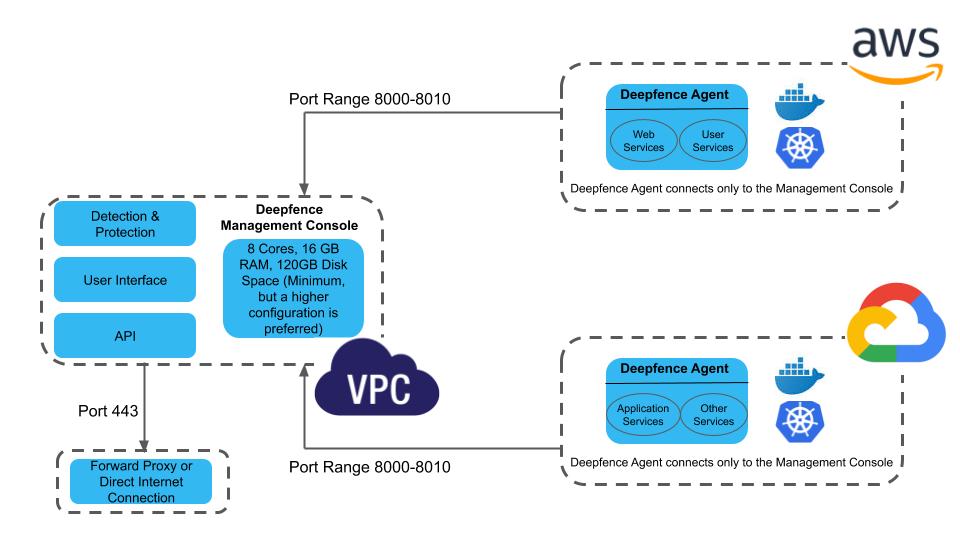 aws
Port Range 8000-8010
Deepfence Agent
Web
Services
User
Services
Deepfence Agent connects only to the Management Console
Detection &
Protection
User Interface
API
Deepfence
Management Console
8 Cores, 16 GB
RAM, 120GB Disk
Space (Minimum,
but a higher
configuration is
preferred)
VPC
Port 443
Forward Proxy or
Direct Internet
Connection
Port Range 8000-8010
Deepfence Agent
Application
Services
Other
Services
Deepfence Agent connects only to the Management Console